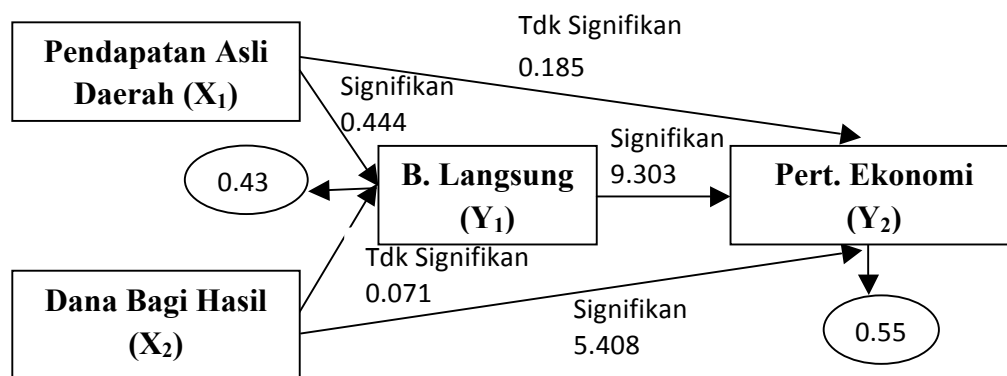 Tdk Signifikan
0.185
Pendapatan Asli
Daerah (X₁)
Signifikan
0.444
Signifikan
9.303
0.43
B. Langsung
(Y₁)
Pert. Ekonomi
(Y₂)
Tdk Signifikan
0.071
Dana Bagi Hasil
(X₂)
Signifikan
5.408
0.55